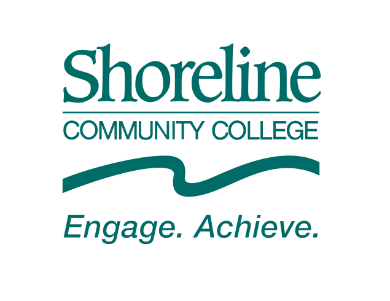 Shoreline
COMMUNITY COLLEGE
Engage. Achieve.